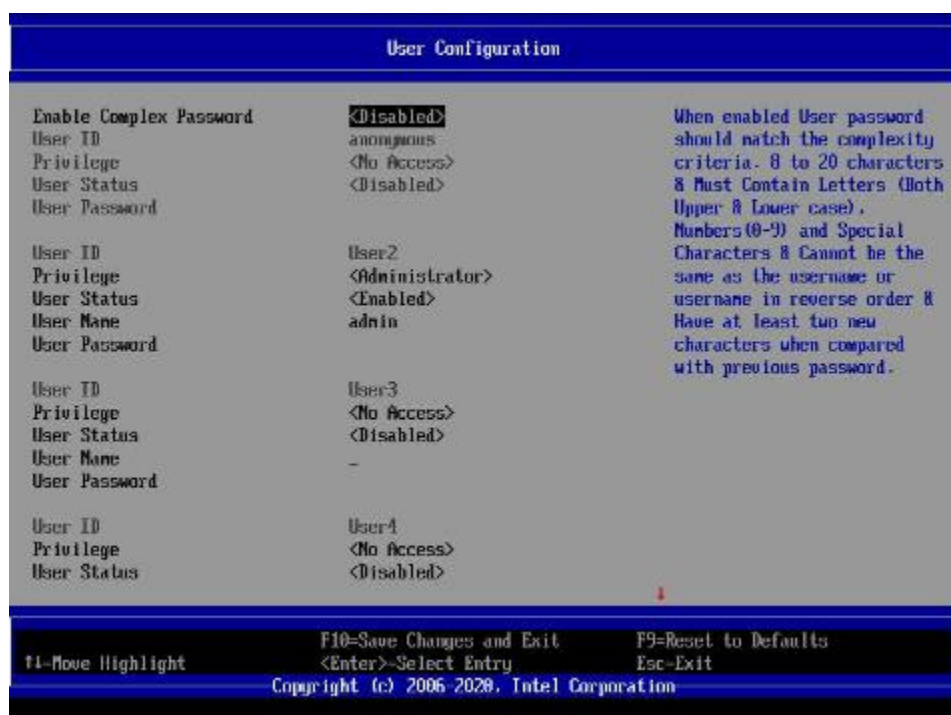 User Configuration
Enable Complex Password <Disabled>
User ID anonymous
Privilege <No Access>
User Status <Disabled>
User Password
User ID User2
Privilege <Administrator>
User Status <Enabled>
User Name admin
User Password
User ID User3
Privilege <No Access>
User Status <Disabled>
User Name _
User Password
User ID User4
Privilege <No Access>
User Status <Disabled>
When enabled User password
should match the complexity
criteria. 8 to 20 characters
& Must Contain Letters (Both
Upper & Lower case),
Numbers(0-9) and Special
Characters & Cannot be the
same as the username or
username in reverse order &
Have at least two new
characters when compared
with previous password.
↓
F10=Save Changes and Exit F9=Reset to Defaults
↑↓=Move Highlight <Enter>=Select Entry Esc=Exit
Copyright (c) 2006-2020, Intel Corporation